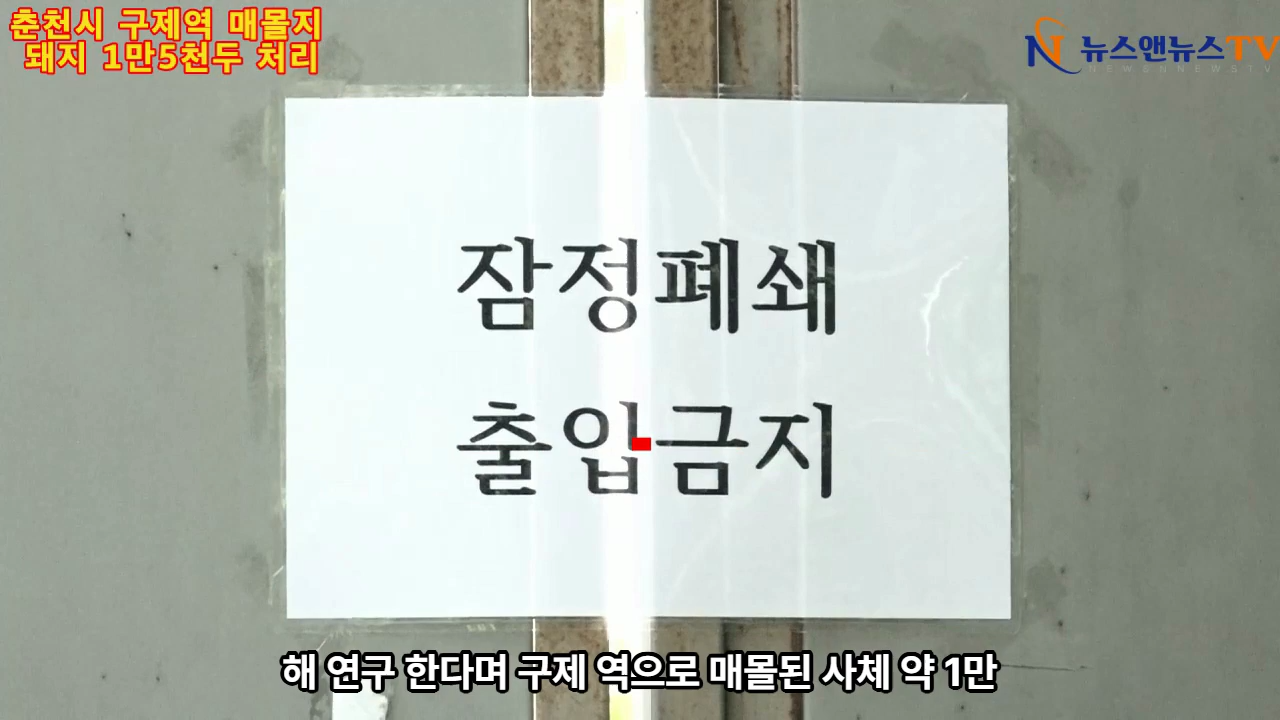 춘천시 구제역 매몰지
돼지 1만5천두 처리
뉴스앤뉴스TV
NEWENNEWSTV
잠정폐쇄
출입금지
해 연구 한다며 구제 역으로 매몰된 사체 약 1만